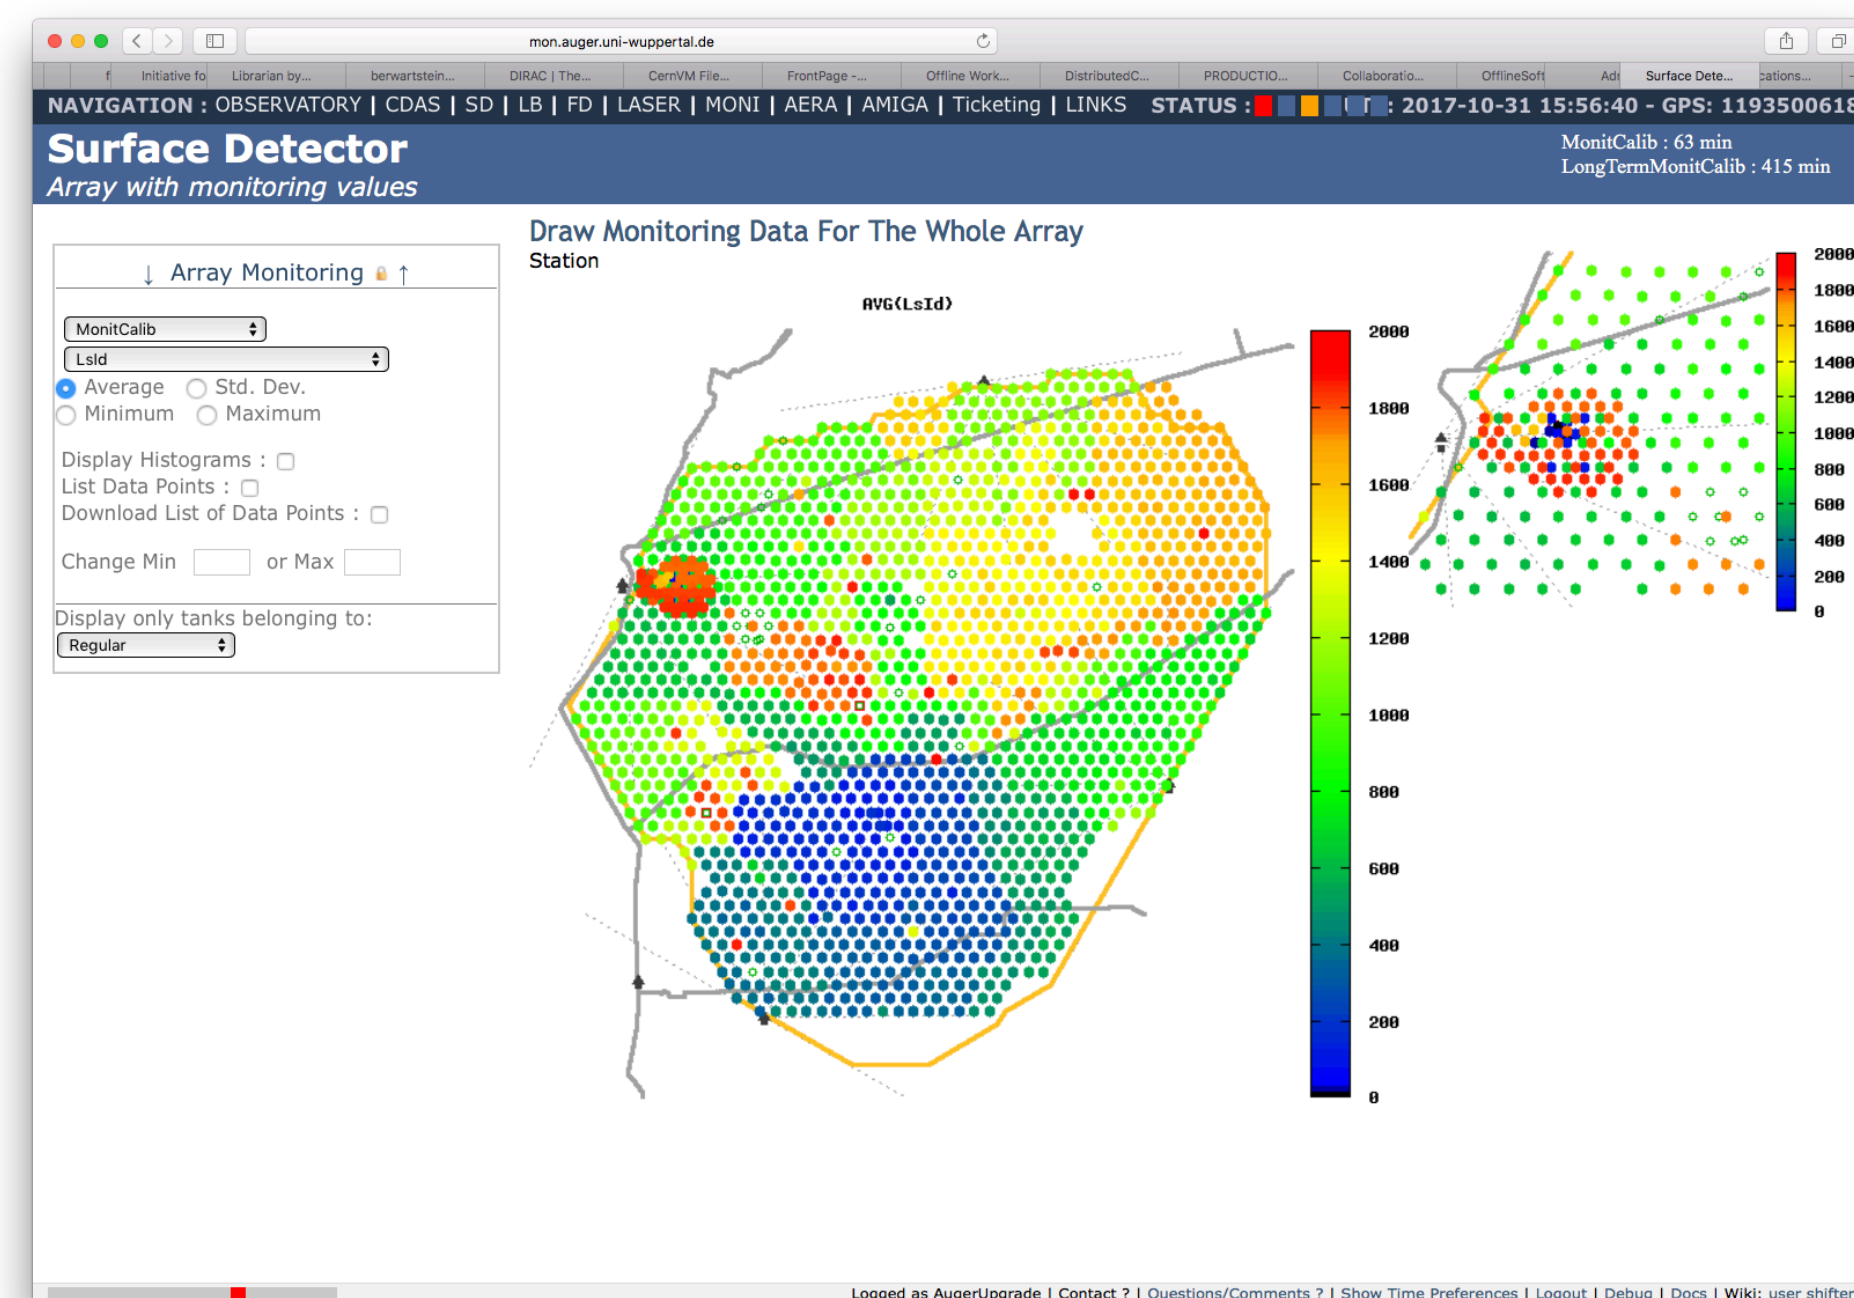 mon.auger.uni-wuppertal.de
f Initiative fo Librarian by... berwartstein... DIRAC | The... CernVM File... FrontPage -... Offline Work... DistributedC... PRODUCTIO... Collaboratio... OfflineSoft Adr Surface Dete... cations...
NAVIGATION : OBSERVATORY | CDAS | SD | LB | FD | LASER | MONI | AERA | AMIGA | Ticketing | LINKS STATUS : : 2017-10-31 15:56:40 - GPS: 1193500618
Surface Detector
Array with monitoring values
MonitCalib : 63 min
LongTermMonitCalib : 415 min
↓ Array Monitoring ↑
MonitCalib
LsId
Average Std. Dev.
Minimum Maximum
Display Histograms :
List Data Points :
Download List of Data Points :
Change Min or Max
Display only tanks belonging to:
Regular
Draw Monitoring Data For The Whole Array
Station
AVG(LsId)
2000
1800
1600
1400
1200
1000
800
600
400
200
0
2000
1800
1600
1400
1200
1000
800
600
400
200
0
Logged as AugerUpgrade | Contact ? | Questions/Comments ? | Show Time Preferences | Logout | Debug | Docs | Wiki: user shifter